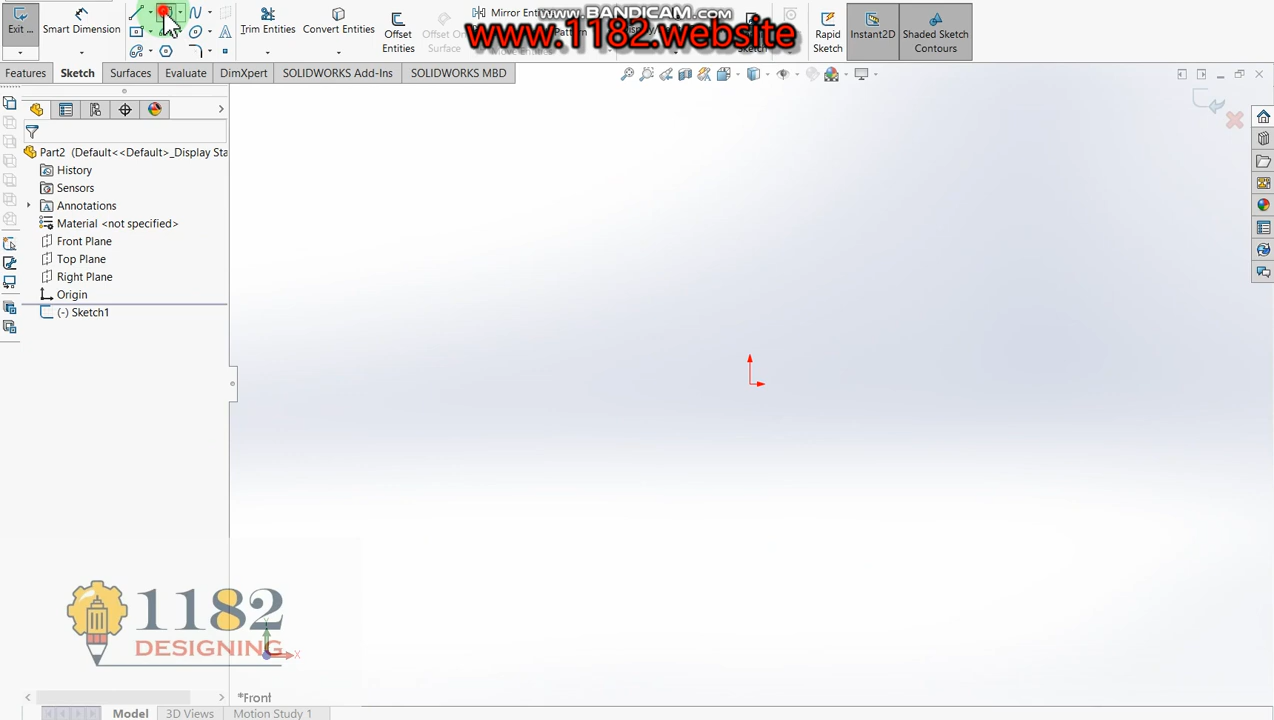 www.BANDICAM.com
www.1182.website
Exit ...
Smart Dimension
Trim Entities
Convert Entities
Offset
Entities
Offset
Surface
Mirror Entities
Rapid
Sketch
Instant2D
Shaded Sketch
Contours
Features
Sketch
Surfaces
Evaluate
DimXpert
SOLIDWORKS Add-Ins
SOLIDWORKS MBD
Part2 (Default<<Default>_Display Sta
History
Sensors
Annotations
Material <not specified>
Front Plane
Top Plane
Right Plane
Origin
(-) Sketch1
1182
DESIGNING
Y
X
*Front
Model
3D Views
Motion Study 1